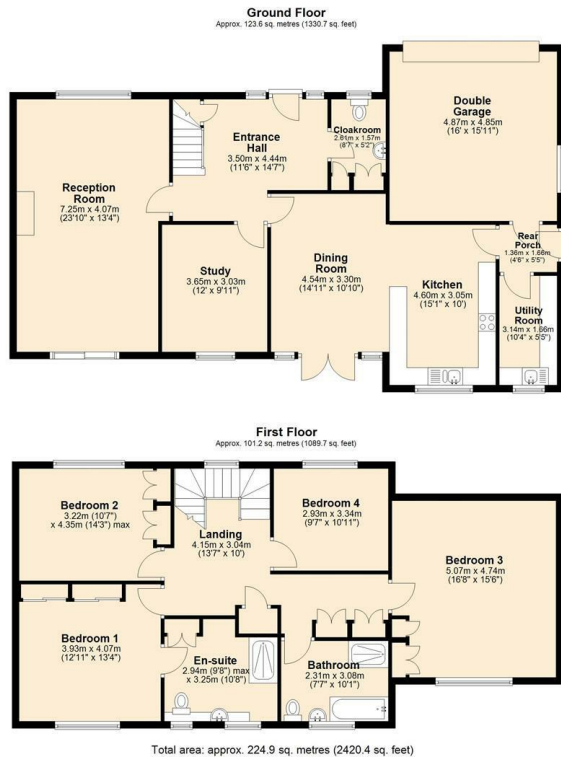 Ground Floor
Approx. 123.6 sq. metres (1330.7 sq. feet)
Double
Garage
4.87m x 4.85m
(16' x 15'11")
Cloakroom
2.61m x 1.57m
(8'7" x 5'2")
Entrance
Hall
3.50m x 4.44m
(11'6" x 14'7")
Reception
Room
7.25m x 4.07m
(23'10" x 13'4")
Rear
Porch
1.36m x 1.66m
(4'6" x 5'5")
Dining
Room
4.54m x 3.30m
(14'11" x 10'10")
Study
3.65m x 3.03m
(12' x 9'11")
Kitchen
4.60m x 3.05m
(15'1" x 10')
Utility
Room
3.14m x 1.66m
(10'4" x 5'5")
First Floor
Approx. 101.2 sq. metres (1089.7 sq. feet)
Bedroom 2
3.22m (10'7")
x 4.35m (14'3") max
Bedroom 4
2.93m x 3.34m
(9'7" x 10'11")
Landing
4.15m x 3.04m
(13'7" x 10')
Bedroom 3
5.07m x 4.74m
(16'8" x 15'6")
Bedroom 1
3.93m x 4.07m
(12'11" x 13'4")
En-suite
2.94m (9'8") max
x 3.25m (10'8")
Bathroom
2.31m x 3.08m
(7'7" x 10'1")
Total area: approx. 224.9 sq. metres (2420.4 sq. feet)